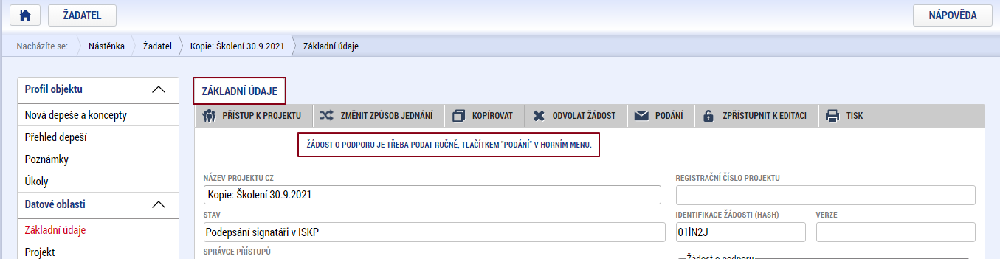 ŽADATEL
NÁPOVĚDA
Nacházíte se: Nástěnka Žadatel Kopie: Školení 30.9.2021 Základní údaje
Profil objektu
Nová depeše a koncepty
Přehled depeší
Poznámky
Úkoly
Datové oblasti
Základní údaje
Projekt
ZÁKLADNÍ ÚDAJE
PŘÍSTUP K PROJEKTU ZMĚNIT ZPŮSOB JEDNÁNÍ KOPÍROVAT ODVOLAT ŽÁDOST PODÁNÍ ZPŘÍSTUPNIT K EDITACI TISK
ŽÁDOST O PODPORU JE TŘEBA PODAT RUČNĚ, TLAČÍTKEM "PODÁNÍ" V HORNÍM MENU.
NÁZEV PROJEKTU CZ
Kopie: Školení 30.9.2021
REGISTRAČNÍ ČÍSLO PROJEKTU
STAV
Podepsání signatáři v ISKP
IDENTIFIKACE ŽÁDOSTI (HASH)
01lN2J
VERZE
SPRÁVCE PŘÍSTUPŮ
Žádost o podporu